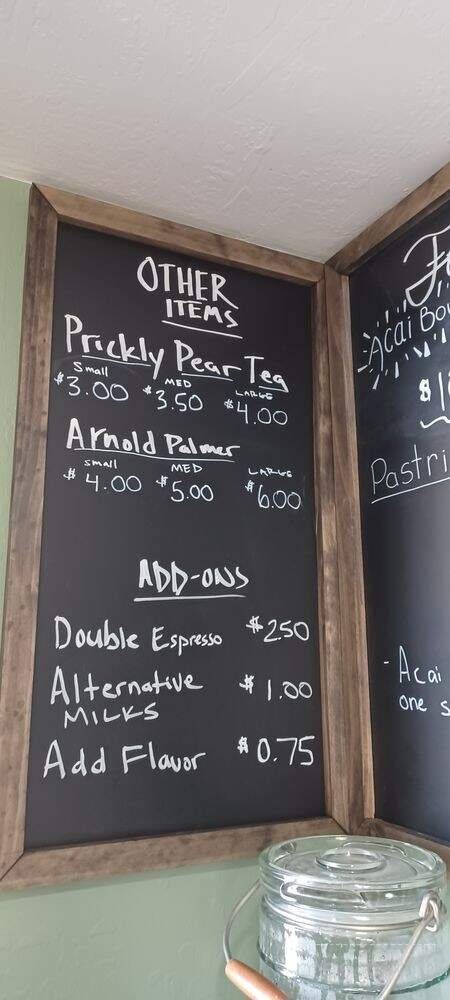 OTHER
ITEMS
Prickly Pear Tea
Small MED LARGE
$3.00 $3.50 $4.00
Arnold Palmer
Small MED LARGE
$4.00 $5.00 $6.00
ADD-ONS
Double Espresso $2.50
Alternative $1.00
MILKS
Add Flavor $0.75
-Acai Bow
Pastri
- Acai
one s